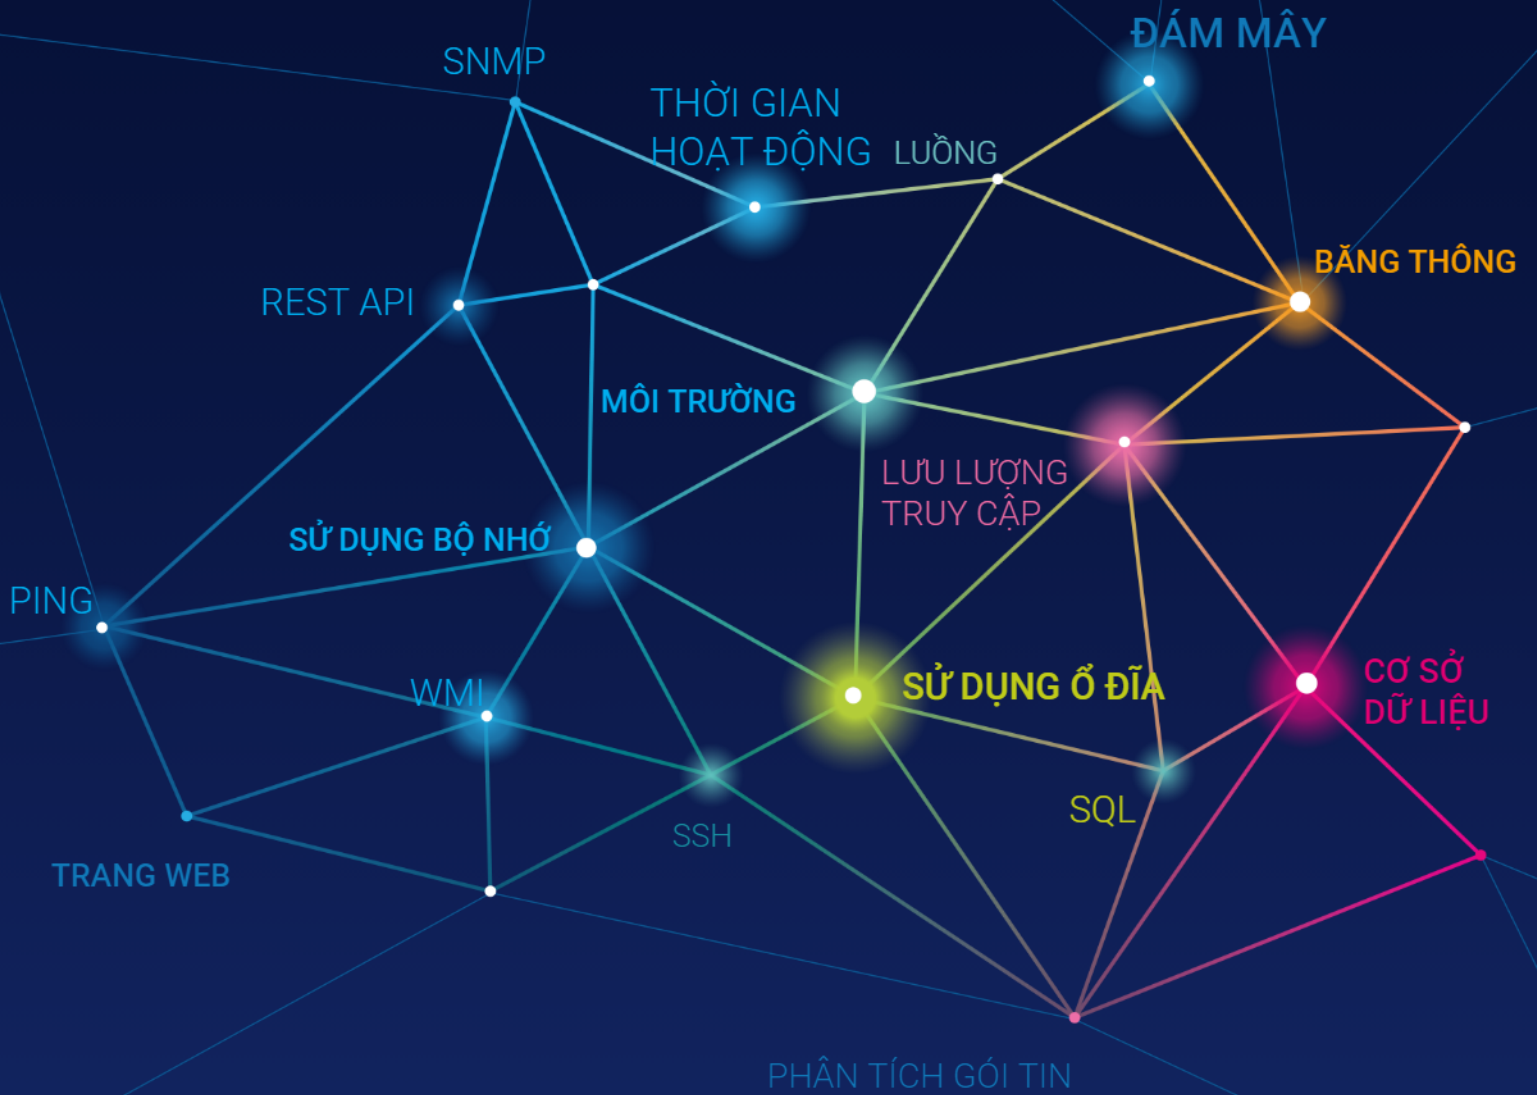 ĐÁM MÂY
SNMP
THỜI GIAN
HOẠT ĐỘNG
LUỒNG
BĂNG THÔNG
REST API
MÔI TRƯỜNG
LƯU LƯỢNG
TRUY CẬP
SỬ DỤNG BỘ NHỚ
PING
WMI
SỬ DỤNG Ổ ĐĨA
CƠ SỞ
DỮ LIỆU
SQL
SSH
TRANG WEB
PHÂN TÍCH GÓI TIN